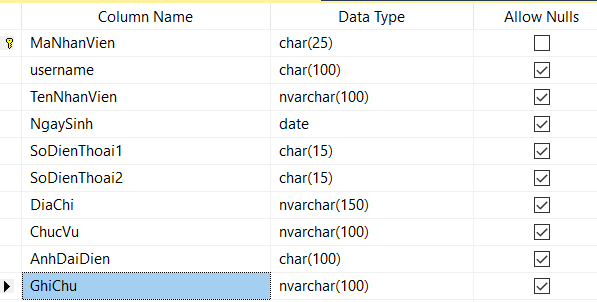 Column Name Data Type Allow Nulls
MaNhanVien char(25)
username char(100)
TenNhanVien nvarchar(100)
NgaySinh date
SoDienThoai1 char(15)
SoDienThoai2 char(15)
DiaChi nvarchar(150)
ChucVu nvarchar(100)
AnhDaiDien char(100)
GhiChu nvarchar(100)